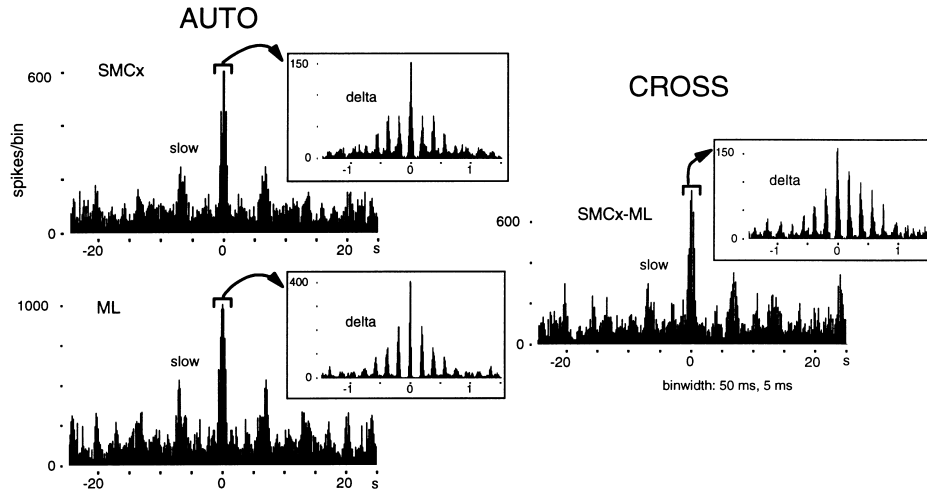 AUTO
SMCx
600
spikes/bin
slow
0
-20 0 20 s
150
delta
0
-1 0 1
ML
1000
slow
0
-20 0 20 s
400
delta
0
-1 0 1
CROSS
SMCx-ML
600
slow
0
-20 0 20 s
binwidth: 50 ms, 5 ms
150
delta
0
-1 0 1